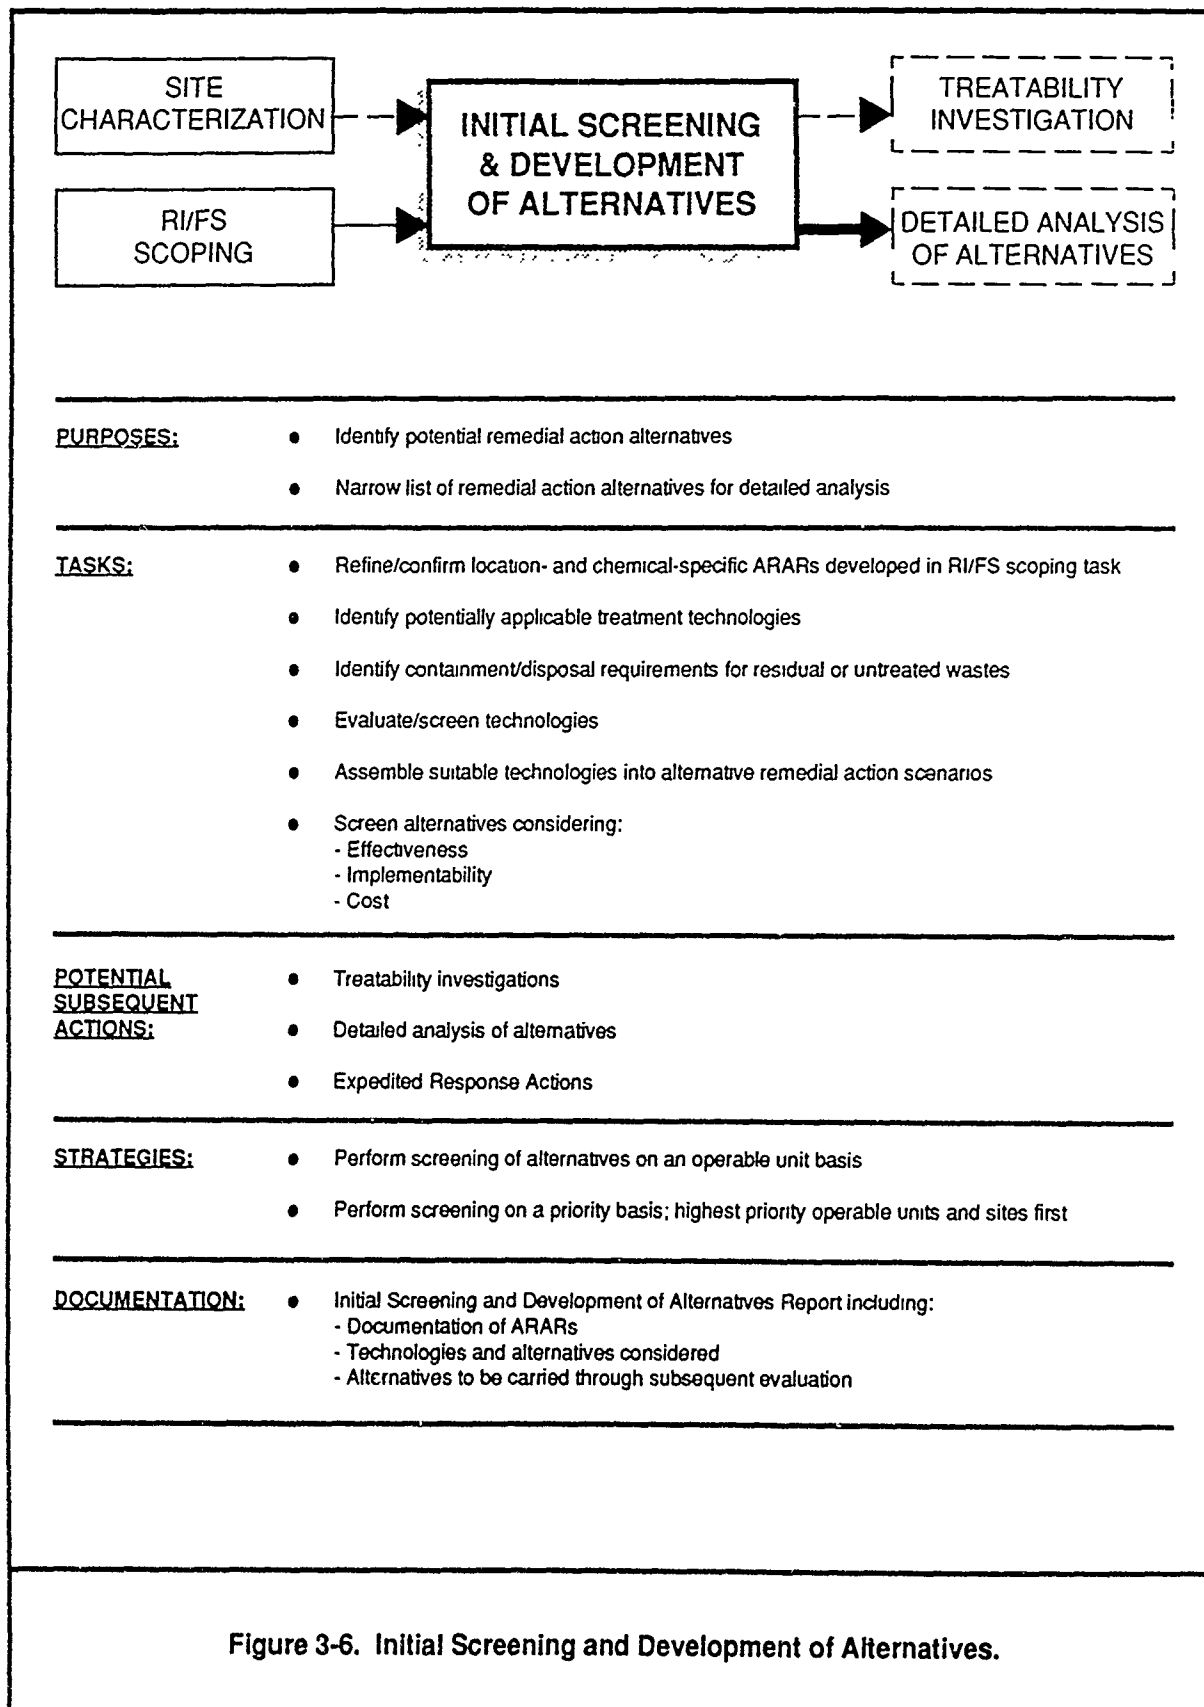 SITE
CHARACTERIZATION
INITIAL SCREENING
& DEVELOPMENT
OF ALTERNATIVES
TREATABILITY
INVESTIGATION
RI/FS
SCOPING
DETAILED ANALYSIS
OF ALTERNATIVES
PURPOSES:
● Identify potential remedial action alternatives
● Narrow list of remedial action alternatives for detailed analysis
TASKS:
● Refine/confirm location- and chemical-specific ARARs developed in RI/FS scoping task
● Identify potentially applicable treatment technologies
● Identify containment/disposal requirements for residual or untreated wastes
● Evaluate/screen technologies
● Assemble suitable technologies into alternative remedial action scenarios
● Screen alternatives considering:
- Effectiveness
- Implementability
- Cost
POTENTIAL
SUBSEQUENT
ACTIONS:
● Treatability investigations
● Detailed analysis of alternatives
● Expedited Response Actions
STRATEGIES:
● Perform screening of alternatives on an operable unit basis
● Perform screening on a priority basis; highest priority operable units and sites first
DOCUMENTATION:
● Initial Screening and Development of Alternatives Report including:
- Documentation of ARARs
- Technologies and alternatives considered
- Alternatives to be carried through subsequent evaluation
Figure 3-6. Initial Screening and Development of Alternatives.